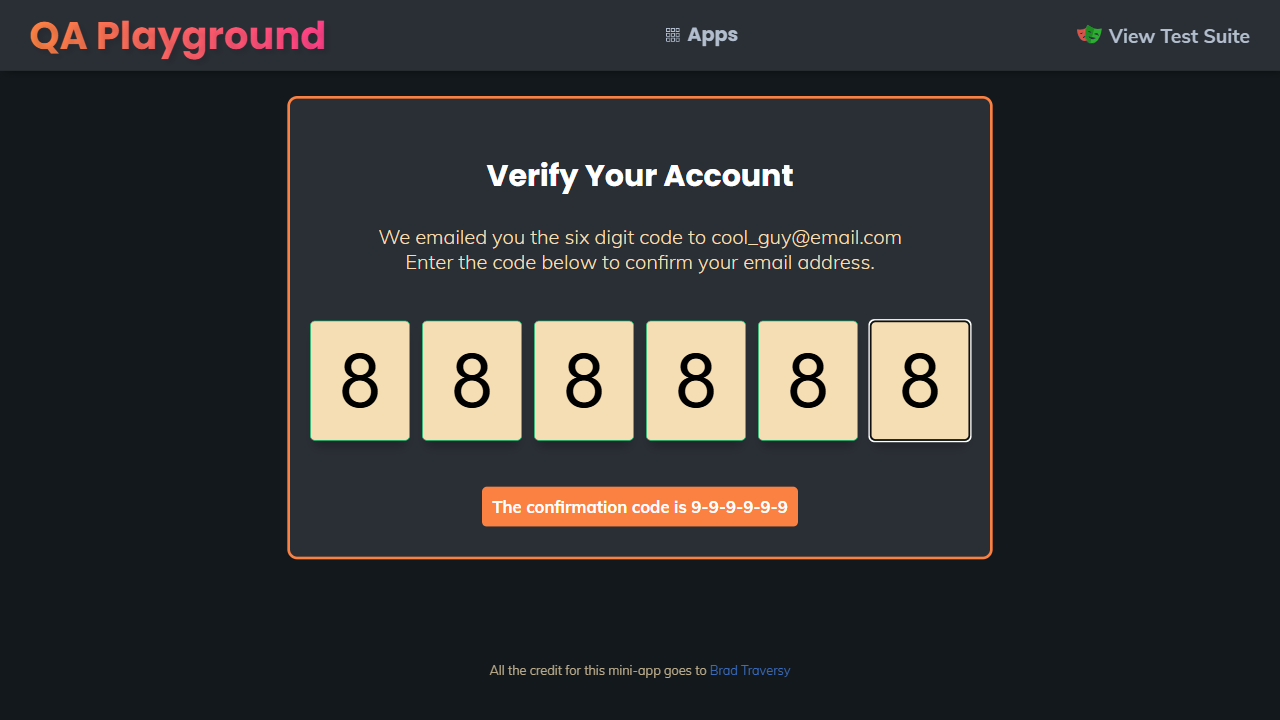 QA Playground
Apps
View Test Suite
Verify Your Account
We emailed you the six digit code to cool_guy@email.com
Enter the code below to confirm your email address.
8 8 8 8 8 8
The confirmation code is 9-9-9-9-9-9
All the credit for this mini-app goes to Brad Traversy